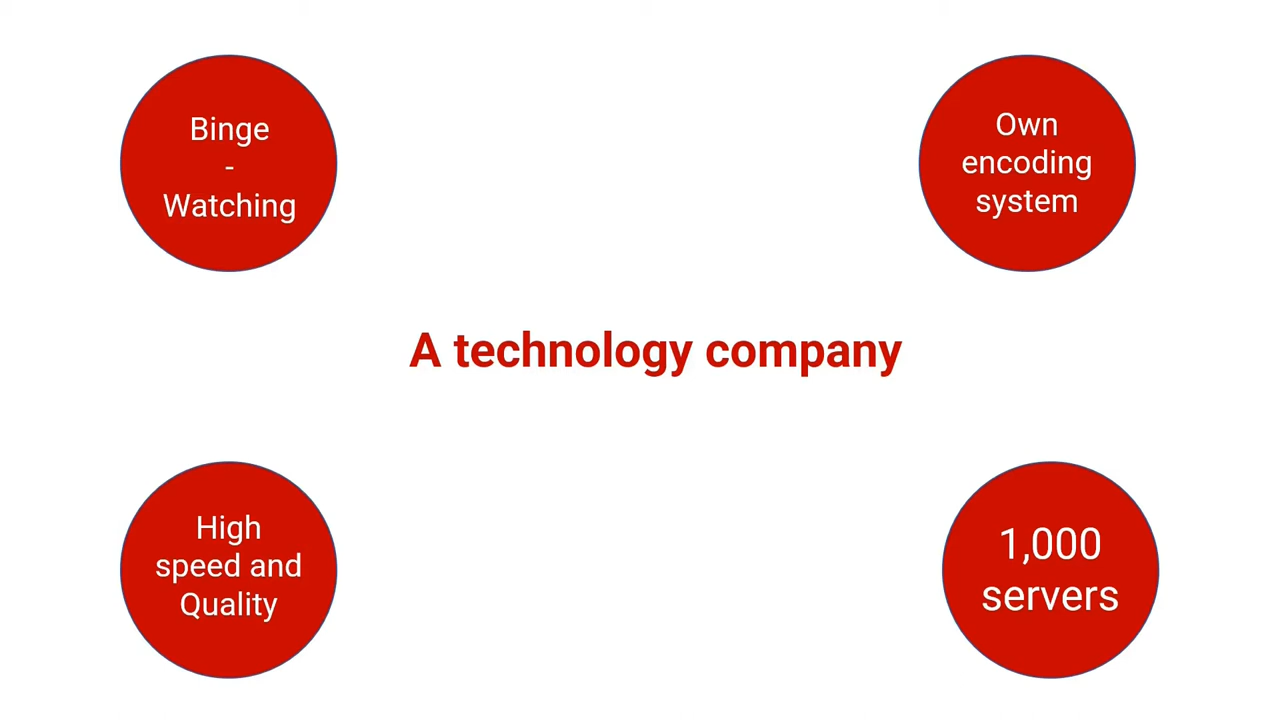 Binge
-
Watching
Own
encoding
system
A technology company
High
speed and
Quality
1,000
servers